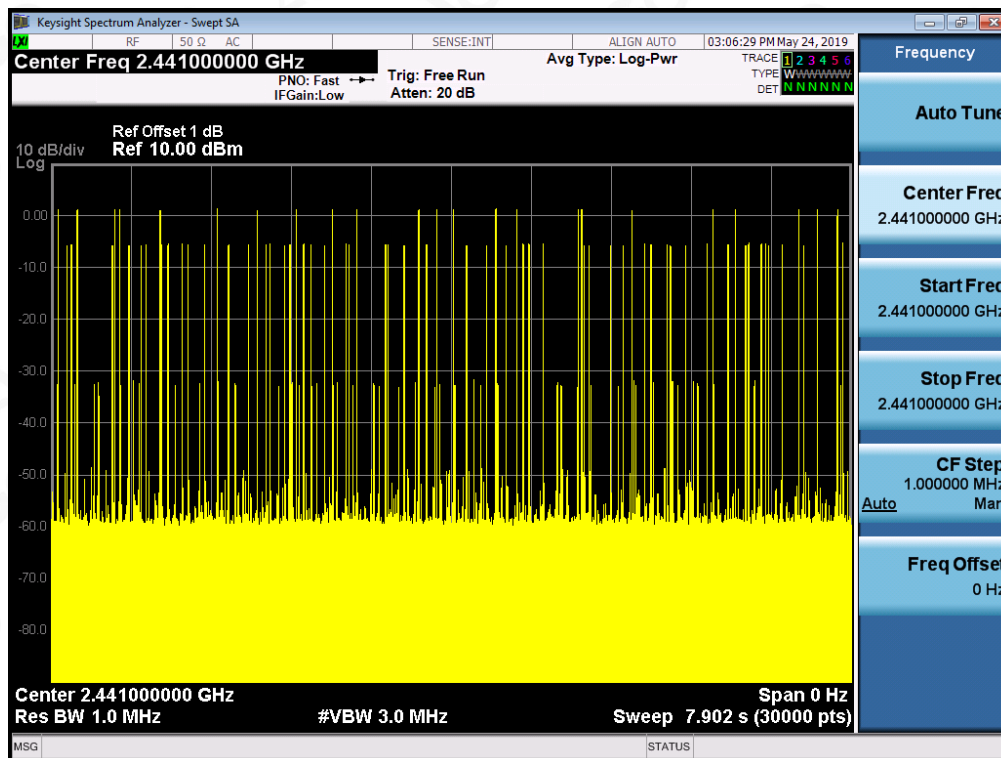 Keysight Spectrum Analyzer - Swept SA
LXI RF 50 Ω AC SENSE:INT ALIGN AUTO 03:06:29 PM May 24, 2019
Center Freq 2.441000000 GHz
PNO: Fast
IFGain:Low
Trig: Free Run
Atten: 20 dB
Avg Type: Log-Pwr
TRACE 1 2 3 4 5 6
TYPE WWWWWW
DET N N N N N N
Ref Offset 1 dB
10 dB/div Ref 10.00 dBm
Log
0.00
-10.0
-20.0
-30.0
-40.0
-50.0
-60.0
-70.0
-80.0
Center 2.441000000 GHz Span 0 Hz
Res BW 1.0 MHz #VBW 3.0 MHz Sweep 7.902 s (30000 pts)
MSG STATUS
Frequency
Auto Tune
Center Freq
2.441000000 GHz
Start Freq
2.441000000 GHz
Stop Freq
2.441000000 GHz
CF Step
1.000000 MHz
Auto Man
Freq Offset
0 Hz